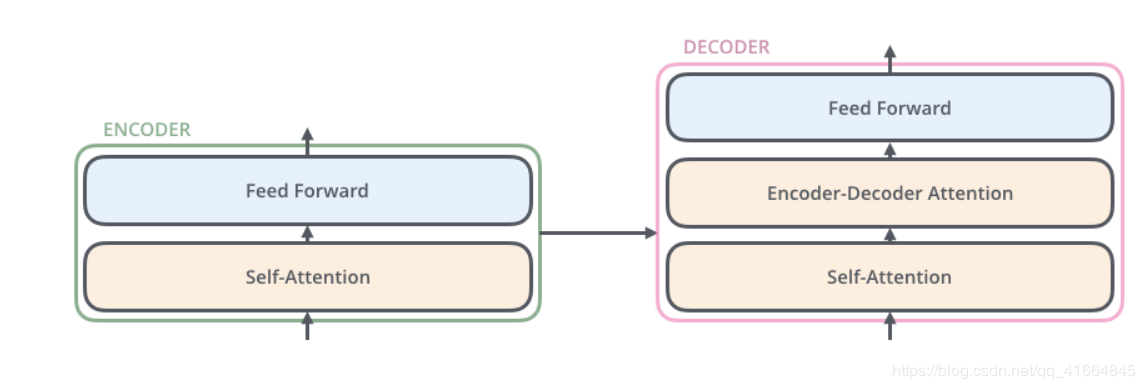 ENCODER
Feed Forward
Self-Attention
DECODER
Feed Forward
Encoder-Decoder Attention
Self-Attention
https://blog.csdn.net/qq_41664845